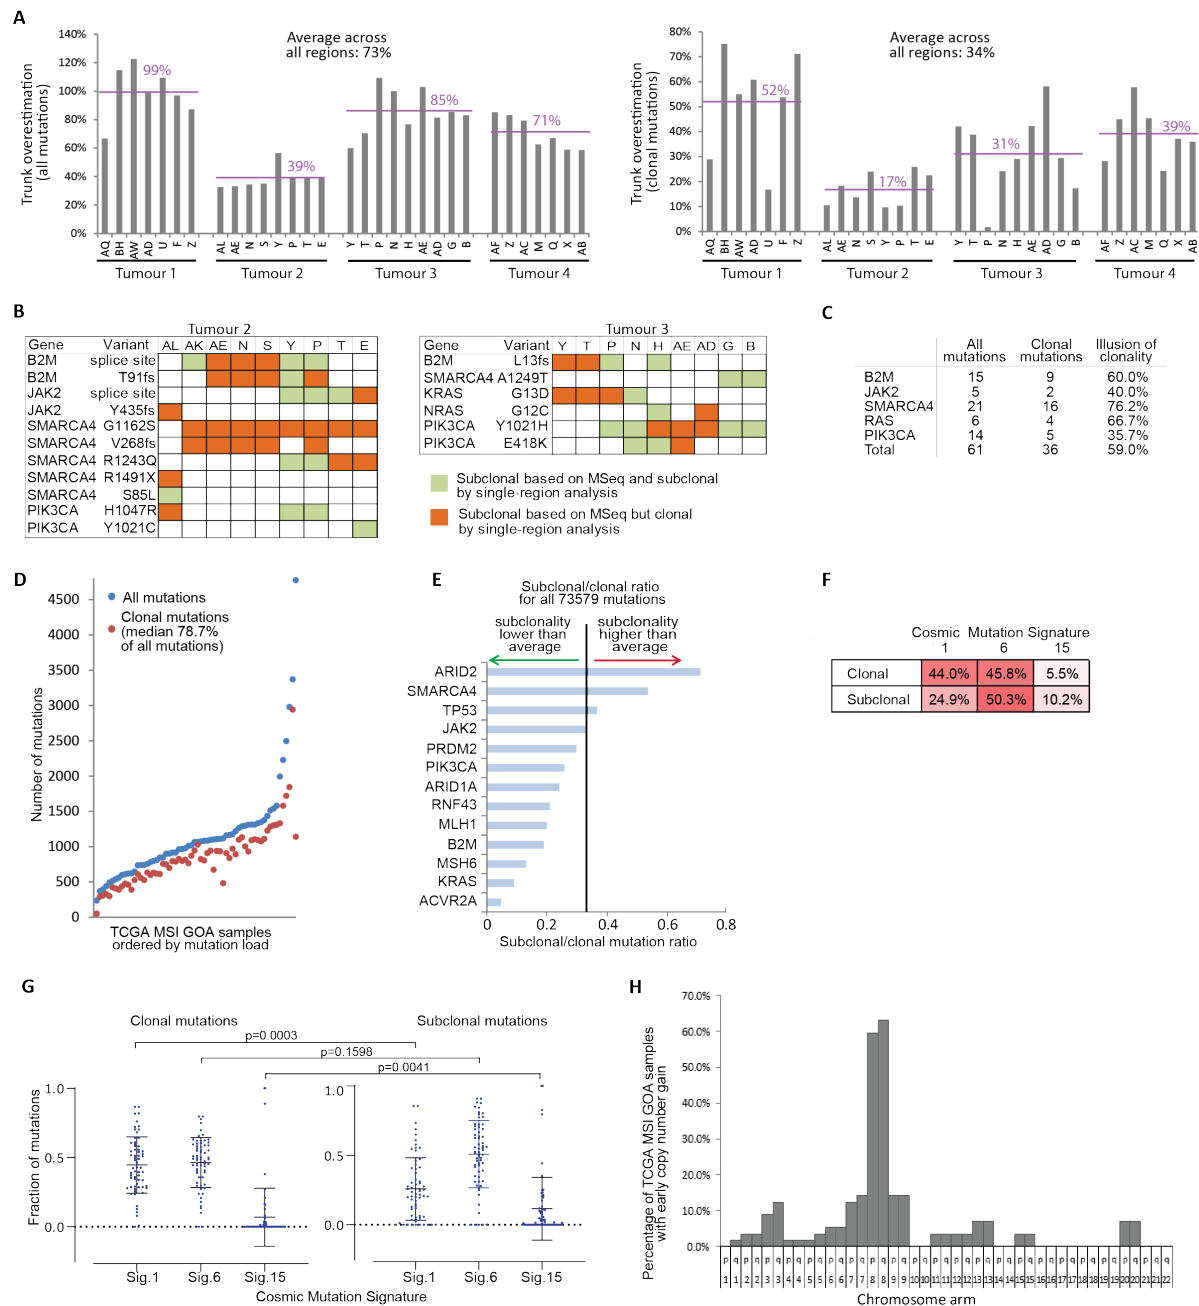 A
Average across
all regions: 73%
Trunk overestimation
(all mutations)
140%
120%
100%
80%
60%
40%
20%
0%
99%
39%
85%
71%
AQ BH AW AD U F Z
AL AE N S Y P T E
Y T P N H AE AD G B
AF Z AC M Q X AB
Tumour 1 Tumour 2 Tumour 3 Tumour 4
Average across
all regions: 34%
Trunk overestimation
(clonal mutations)
80%
70%
60%
50%
40%
30%
20%
10%
0%
52%
17%
31%
39%
AQ BH AW AD U F Z
AL AE N S Y P T E
Y T P N H AE AD G B
AF Z AC M Q X AB
Tumour 1 Tumour 2 Tumour 3 Tumour 4
B
Tumour 2
Gene Variant AL AK AE N S Y P T E
B2M splice site
B2M T91fs
JAK2 splice site
JAK2 Y435fs
SMARCA4 G1162S
SMARCA4 V268fs
SMARCA4 R1243Q
SMARCA4 R1491X
SMARCA4 S85L
PIK3CA H1047R
PIK3CA Y1021C
Tumour 3
Gene Variant Y T P N H AE AD G B
B2M L13fs
SMARCA4 A1249T
KRAS G13D
NRAS G12C
PIK3CA Y1021H
PIK3CA E418K
Subclonal based on MSeq and subclonal
by single-region analysis
Subclonal based on MSeq but clonal
by single-region analysis
C
All Clonal Illusion of
mutations mutations clonality
B2M 15 9 60.0%
JAK2 5 2 40.0%
SMARCA4 21 16 76.2%
RAS 6 4 66.7%
PIK3CA 14 5 35.7%
Total 61 36 59.0%
D
All mutations
Clonal mutations
(median 78.7%
of all mutations)
Number of mutations
4500
4000
3500
3000
2500
2000
1500
1000
500
0
TCGA MSI GOA samples
ordered by mutation load
E
Subclonal/clonal ratio
for all 73579 mutations
subclonality
lower than
average
subclonality
higher than
average
ARID2
SMARCA4
TP53
JAK2
PRDM2
PIK3CA
ARID1A
RNF43
MLH1
B2M
MSH6
KRAS
ACVR2A
0 0.2 0.4 0.6 0.8
Subclonal/clonal mutation ratio
F
Cosmic Mutation Signature
1 6 15
Clonal 44.0% 45.8% 5.5%
Subclonal 24.9% 50.3% 10.2%
G
Clonal mutations Subclonal mutations
p=0.0003
p=0.1598
p=0.0041
Fraction of mutations
1.0
0.5
0.0
1.0
0.5
0.0
Sig.1 Sig.6 Sig.15 Sig.1 Sig.6 Sig.15
Cosmic Mutation Signature
H
Percentage of TCGA MSI GOA samples
with early copy number gain
70.0%
60.0%
50.0%
40.0%
30.0%
20.0%
10.0%
0.0%
p q p q p q p q p q p q p q p q p q p q p q p q p q p q p q p q p q p q p q p q p q q
1 1 2 2 3 3 4 4 5 5 6 6 7 7 8 8 9 9 10 10 11 11 12 12 13 13 14 14 15 15 16 16 17 17 18 18 19 19 20 20 21 21 22
Chromosome arm